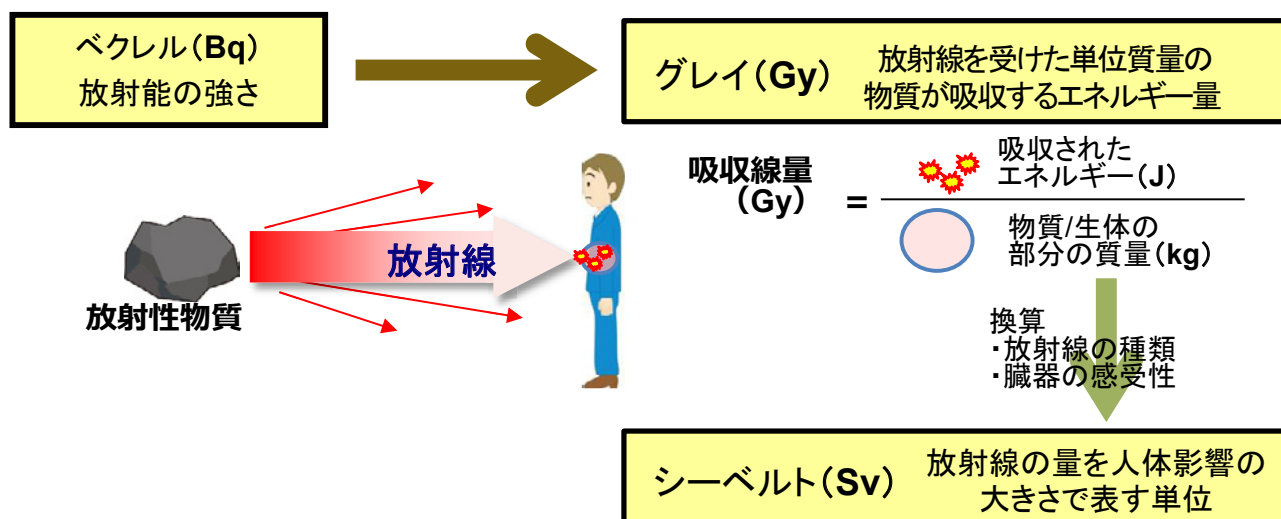 ベクレル(Bq)
放射能の強さ
グレイ(Gy)
放射線を受けた単位質量の
物質が吸収するエネルギー量
放射性物質
放射線
吸収線量
(Gy)
=
吸収された
エネルギー(J)
物質/生体の
部分の質量(kg)
換算
・放射線の種類
・臓器の感受性
シーベルト(Sv)
放射線の量を人体影響の
大きさで表す単位